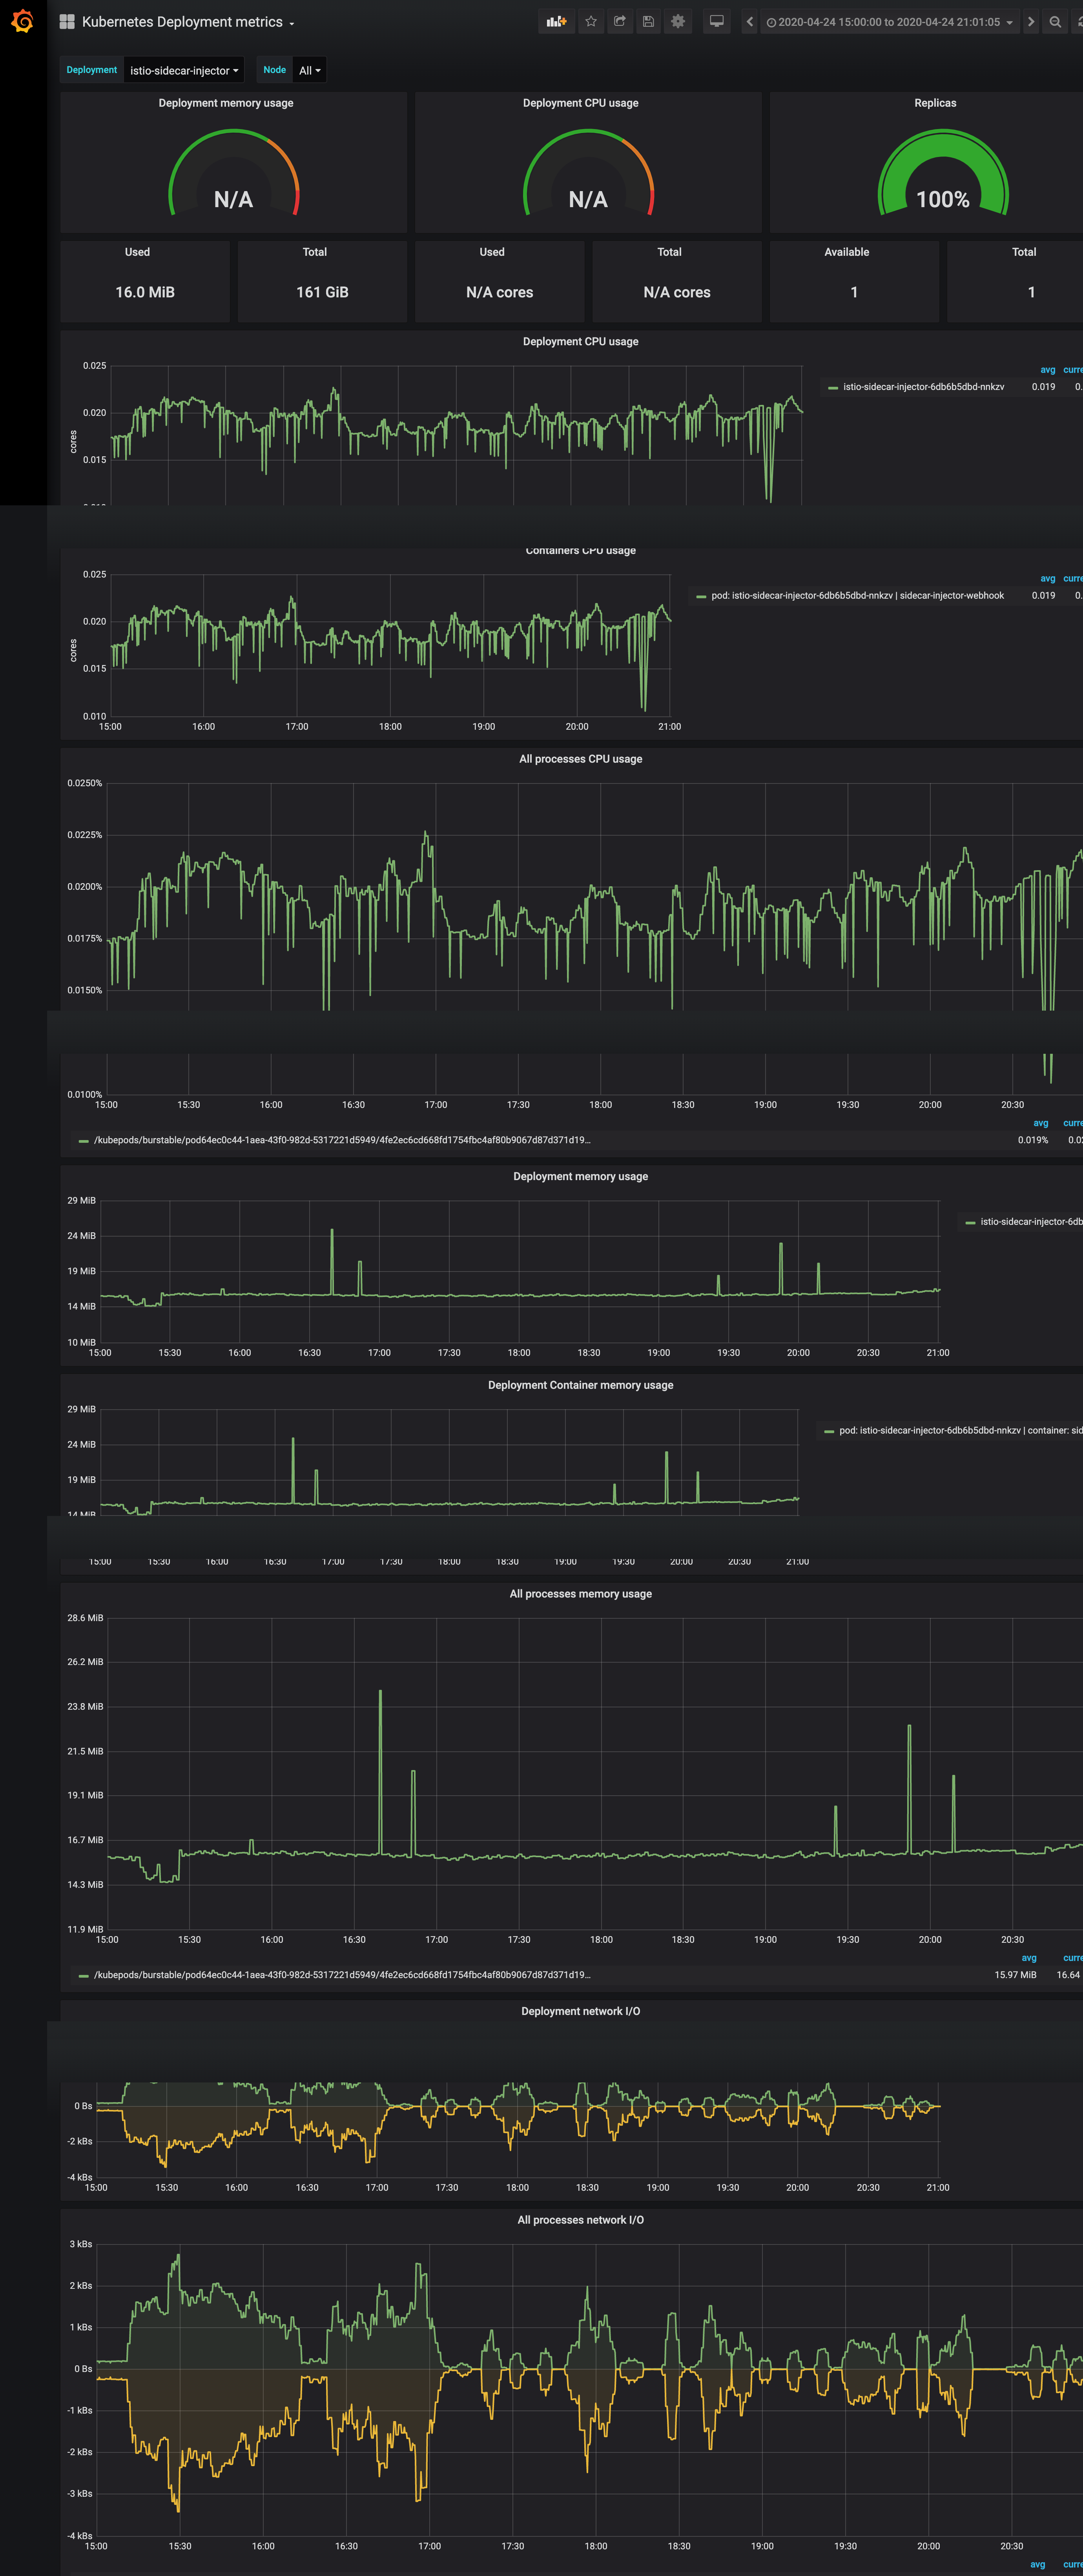 Kubernetes Deployment metrics
2020-04-24 15:00:00 to 2020-04-24 21:01:05
Deployment istio-sidecar-injector Node All
Deployment memory usage Deployment CPU usage Replicas
N/A N/A 100%
Used Total Used Total Available Total
16.0 MiB 161 GiB N/A cores N/A cores 1 1
Deployment CPU usage
cores
0.025
0.020
0.015
avg curre
istio-sidecar-injector-6db6b5dbd-nnkzv 0.019 0.
Containers CPU usage
cores
0.025
0.020
0.015
0.010
15:00 16:00 17:00 18:00 19:00 20:00 21:00
avg curre
pod: istio-sidecar-injector-6db6b5dbd-nnkzv | sidecar-injector-webhook 0.019 0.
All processes CPU usage
0.0250%
0.0225%
0.0200%
0.0175%
0.0150%
0.0100%
15:00 15:30 16:00 16:30 17:00 17:30 18:00 18:30 19:00 19:30 20:00 20:30
avg curre
/kubepods/burstable/pod64ec0c44-1aea-43f0-982d-5317221d5949/4fe2ec6cd668fd1754fbc4af80b9067d87d371d19... 0.019% 0.02
Deployment memory usage
29 MiB
24 MiB
19 MiB
14 MiB
10 MiB
15:00 15:30 16:00 16:30 17:00 17:30 18:00 18:30 19:00 19:30 20:00 20:30 21:00
istio-sidecar-injector-6db
Deployment Container memory usage
29 MiB
24 MiB
19 MiB
14 MiB
15:00 15:30 16:00 16:30 17:00 17:30 18:00 18:30 19:00 19:30 20:00 20:30 21:00
pod: istio-sidecar-injector-6db6b5dbd-nnkzv | container: sid
All processes memory usage
28.6 MiB
26.2 MiB
23.8 MiB
21.5 MiB
19.1 MiB
16.7 MiB
14.3 MiB
11.9 MiB
15:00 15:30 16:00 16:30 17:00 17:30 18:00 18:30 19:00 19:30 20:00 20:30
avg curre
/kubepods/burstable/pod64ec0c44-1aea-43f0-982d-5317221d5949/4fe2ec6cd668fd1754fbc4af80b9067d87d371d19... 15.97 MiB 16.64
Deployment network I/O
0 Bs
-2 kBs
-4 kBs
15:00 15:30 16:00 16:30 17:00 17:30 18:00 18:30 19:00 19:30 20:00 20:30 21:00
All processes network I/O
3 kBs
2 kBs
1 kBs
0 Bs
-1 kBs
-2 kBs
-3 kBs
-4 kBs
15:00 15:30 16:00 16:30 17:00 17:30 18:00 18:30 19:00 19:30 20:00 20:30
avg curre